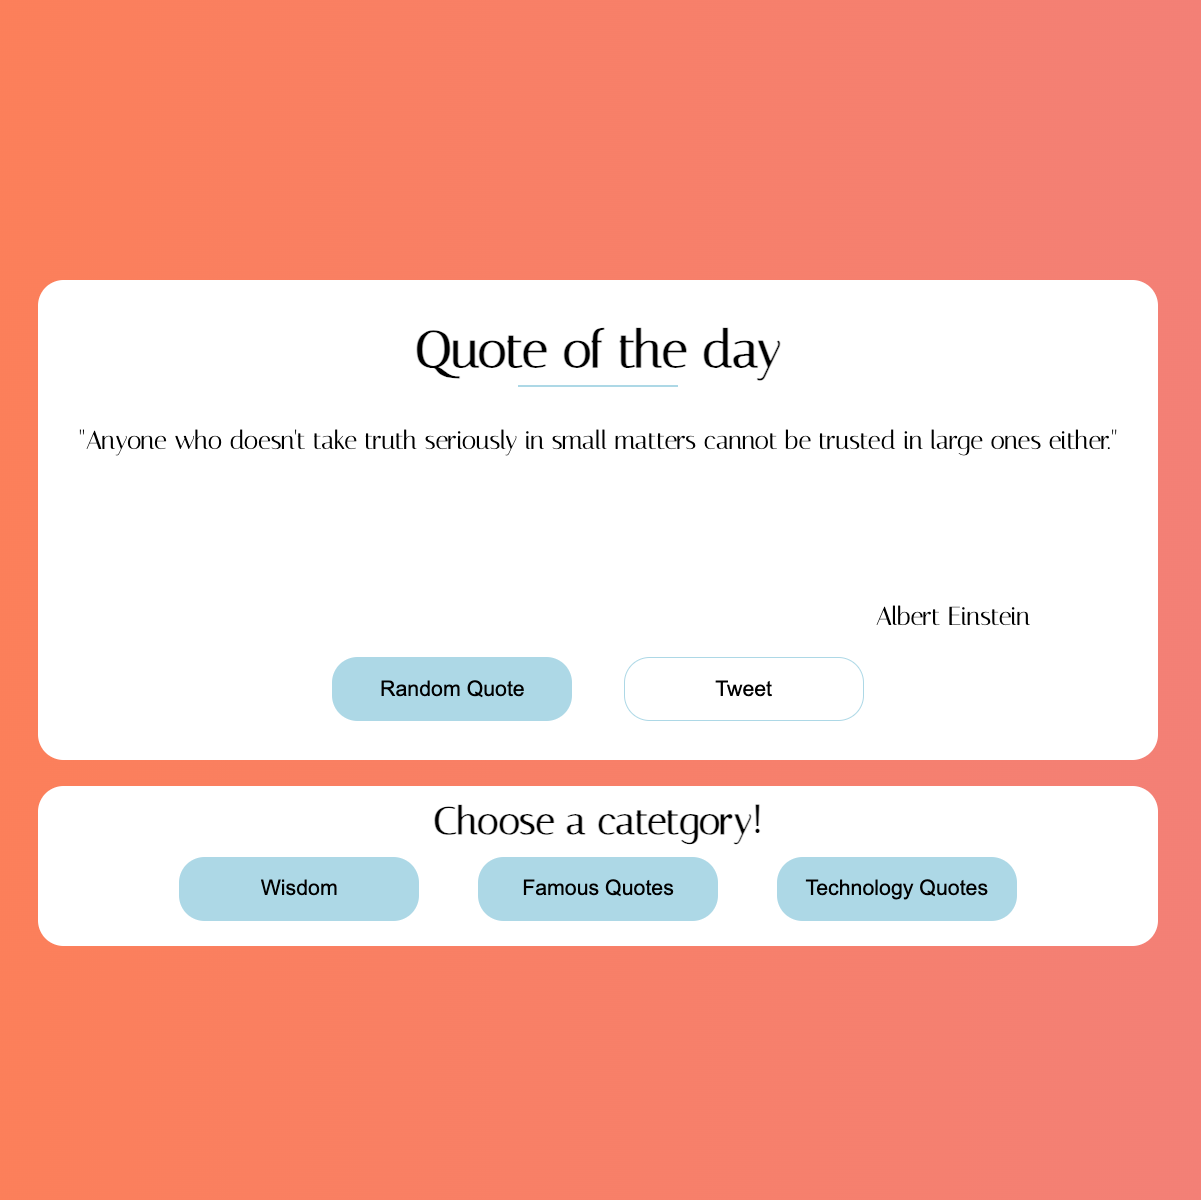 Quote of the day
"Anyone who doesn't take truth seriously in small matters cannot be trusted in large ones either."
Albert Einstein
Random Quote
Tweet
Choose a catetgory!
Wisdom
Famous Quotes
Technology Quotes